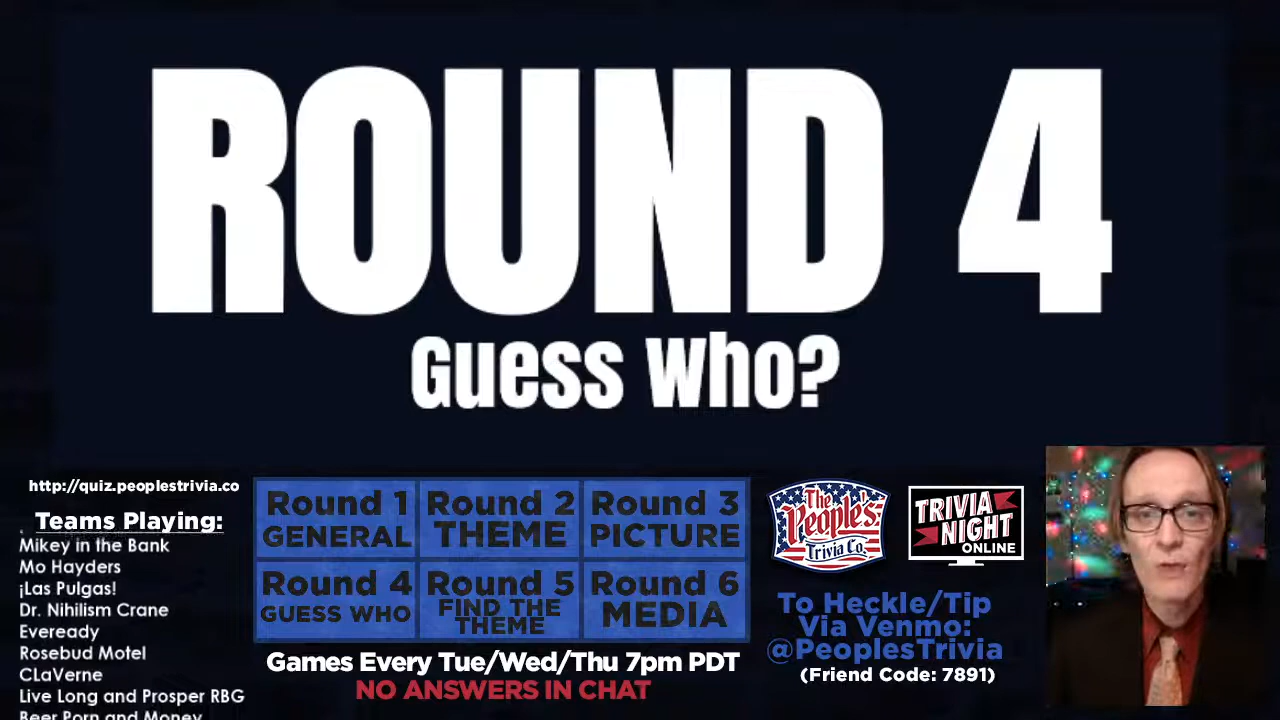 ROUND 4
Guess Who?
http://quiz.peoplestrivia.co
Teams Playing:
Mikey in the Bank
Mo Hayders
¡Las Pulgas!
Dr. Nihilism Crane
Eveready
Rosebud Motel
CLaVerne
Live Long and Prosper RBG
Beer Porn and Money
Round 1
GENERAL
Round 2
THEME
Round 3
PICTURE
Round 4
GUESS WHO
Round 5
FIND THE
THEME
Round 6
MEDIA
Games Every Tue/Wed/Thu 7pm PDT
NO ANSWERS IN CHAT
The
People's
Trivia Co.
TRIVIA
NIGHT
ONLINE
To Heckle/Tip
Via Venmo:
@PeoplesTrivia
(Friend Code: 7891)